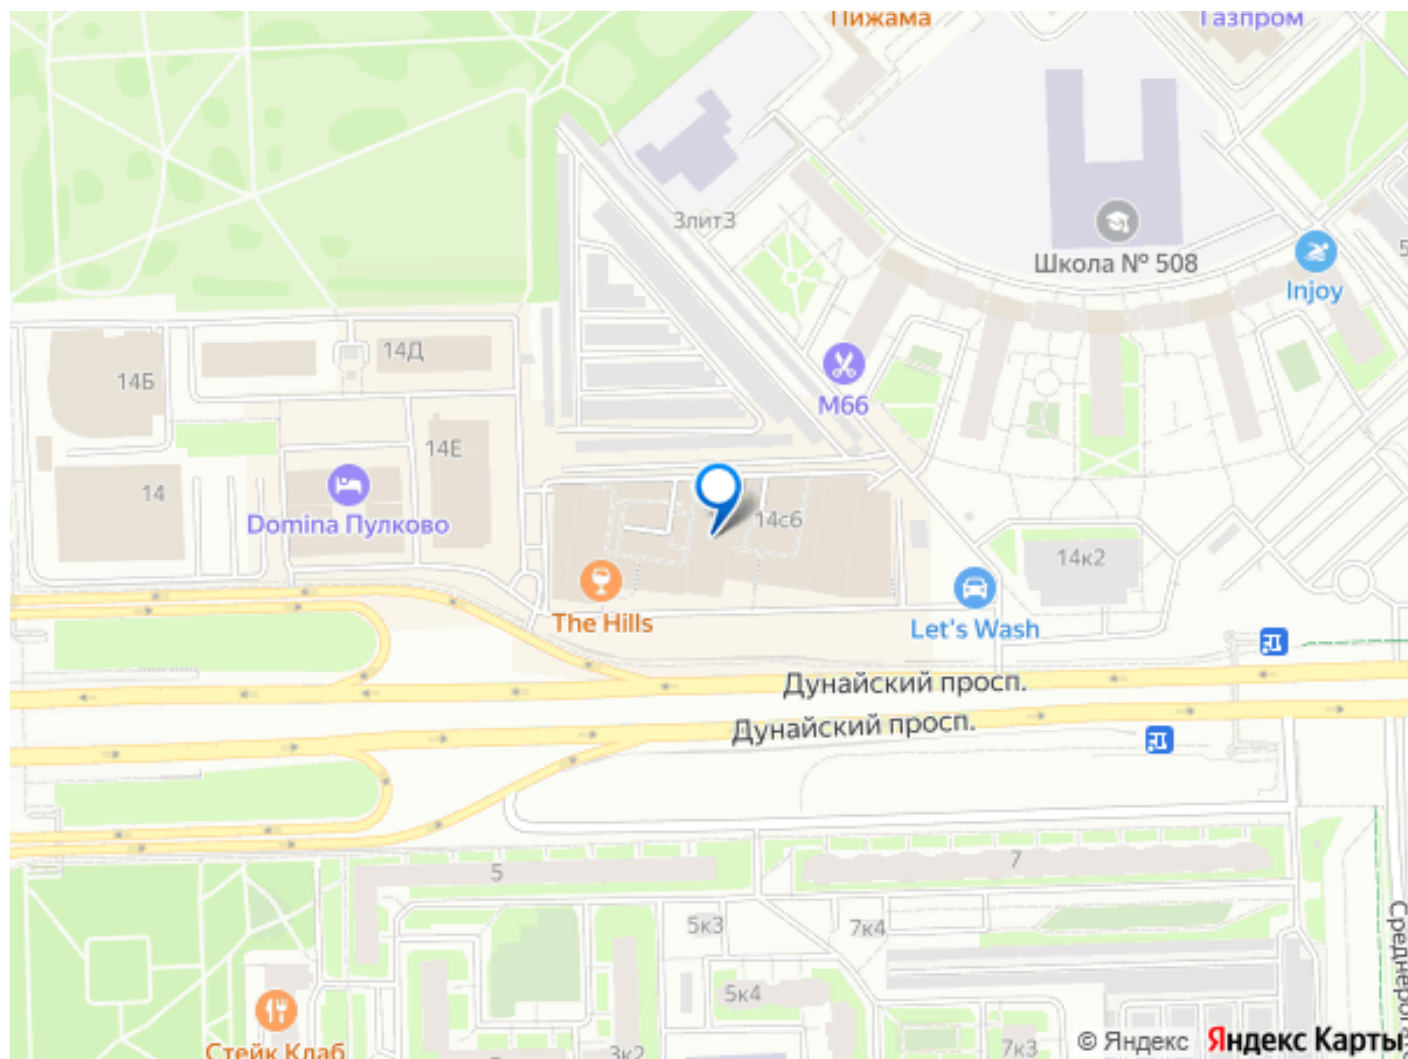 Пижама
Газпром
3лит3
Школа № 508
Injoy
14Д
14Б
М66
14Е
14
Domina Пулково
14с6
14к2
The Hills
Let's Wash
Дунайский просп.
Дунайский просп.
5
7
5к3
7к4
5к4
Стейк Клаб
3к2
7к3
© Яндекс Яндекс Карты